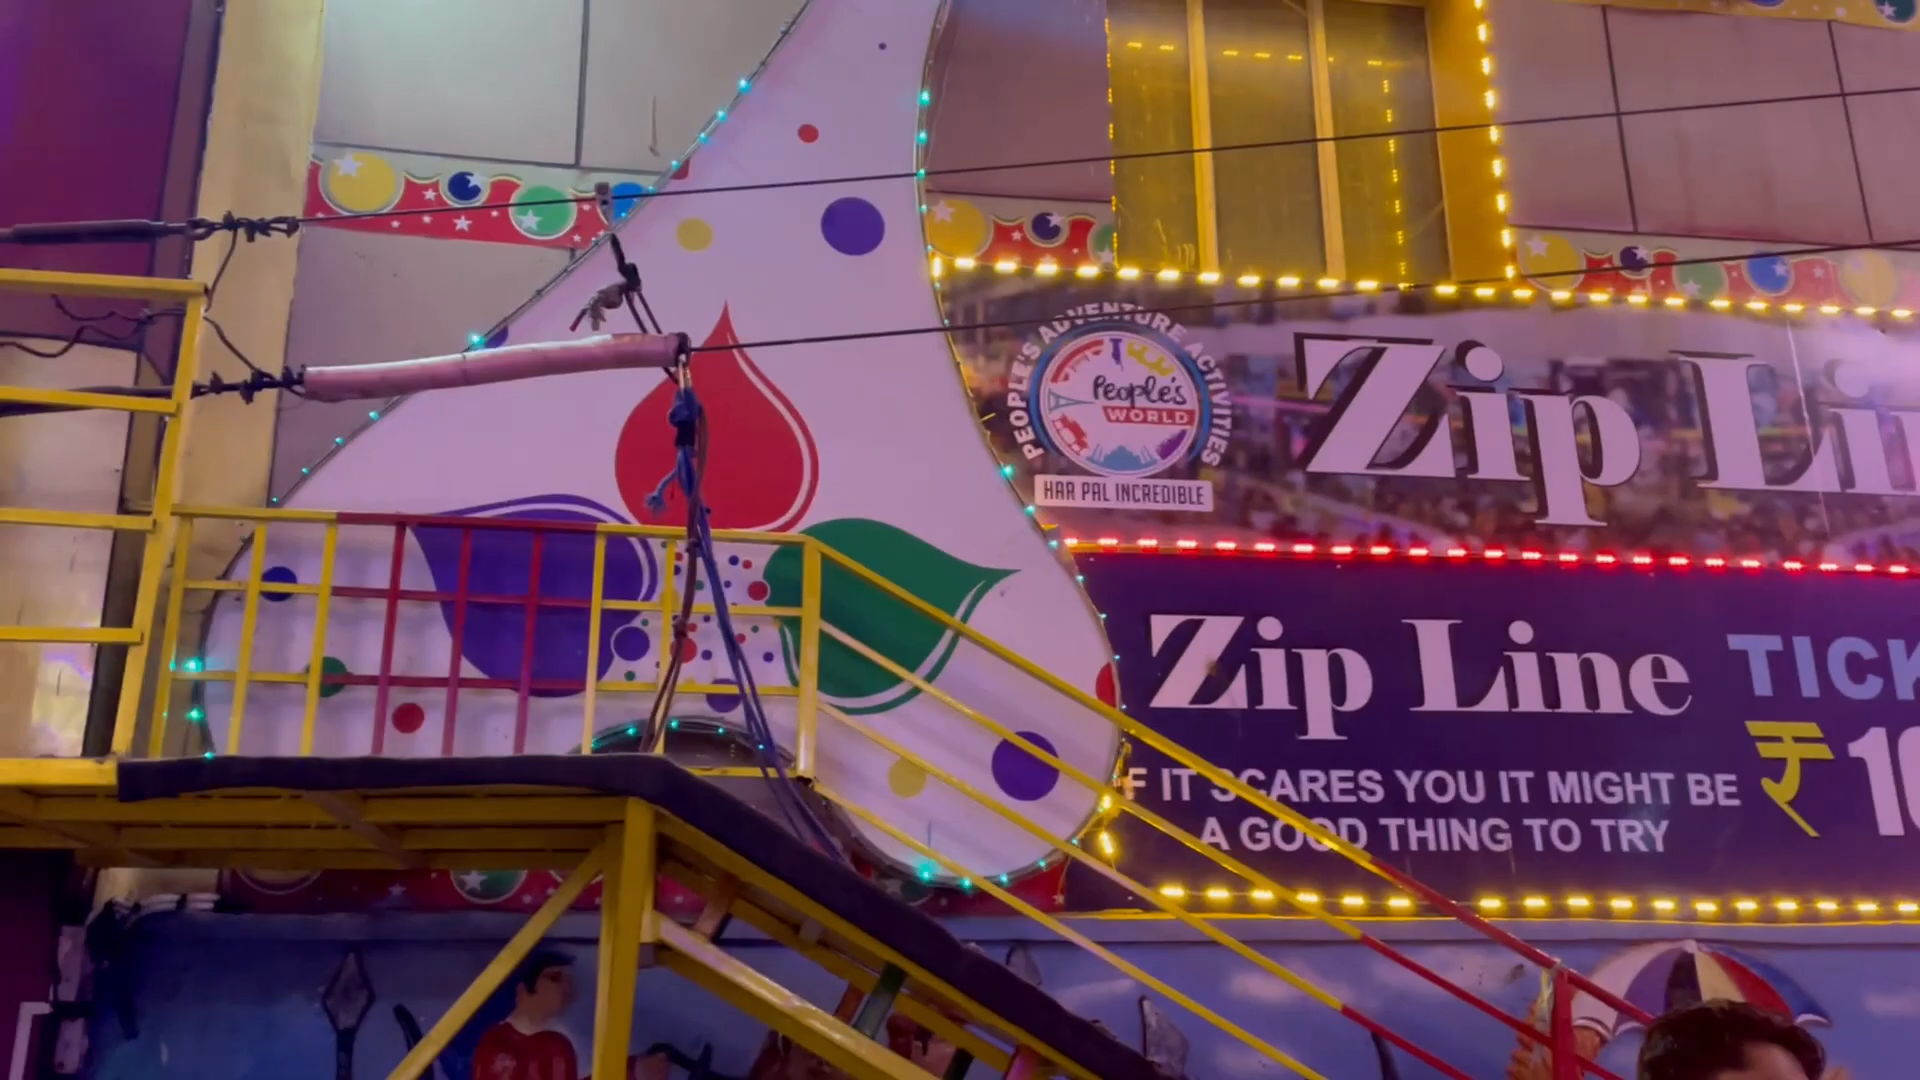 PEOPLE'S ADVENTURE ACTIVITIES
People's
WORLD
HAR PAL INCREDIBLE
Zip Li
Zip Line
TICK
₹ 10
F IT SCARES YOU IT MIGHT BE
A GOOD THING TO TRY